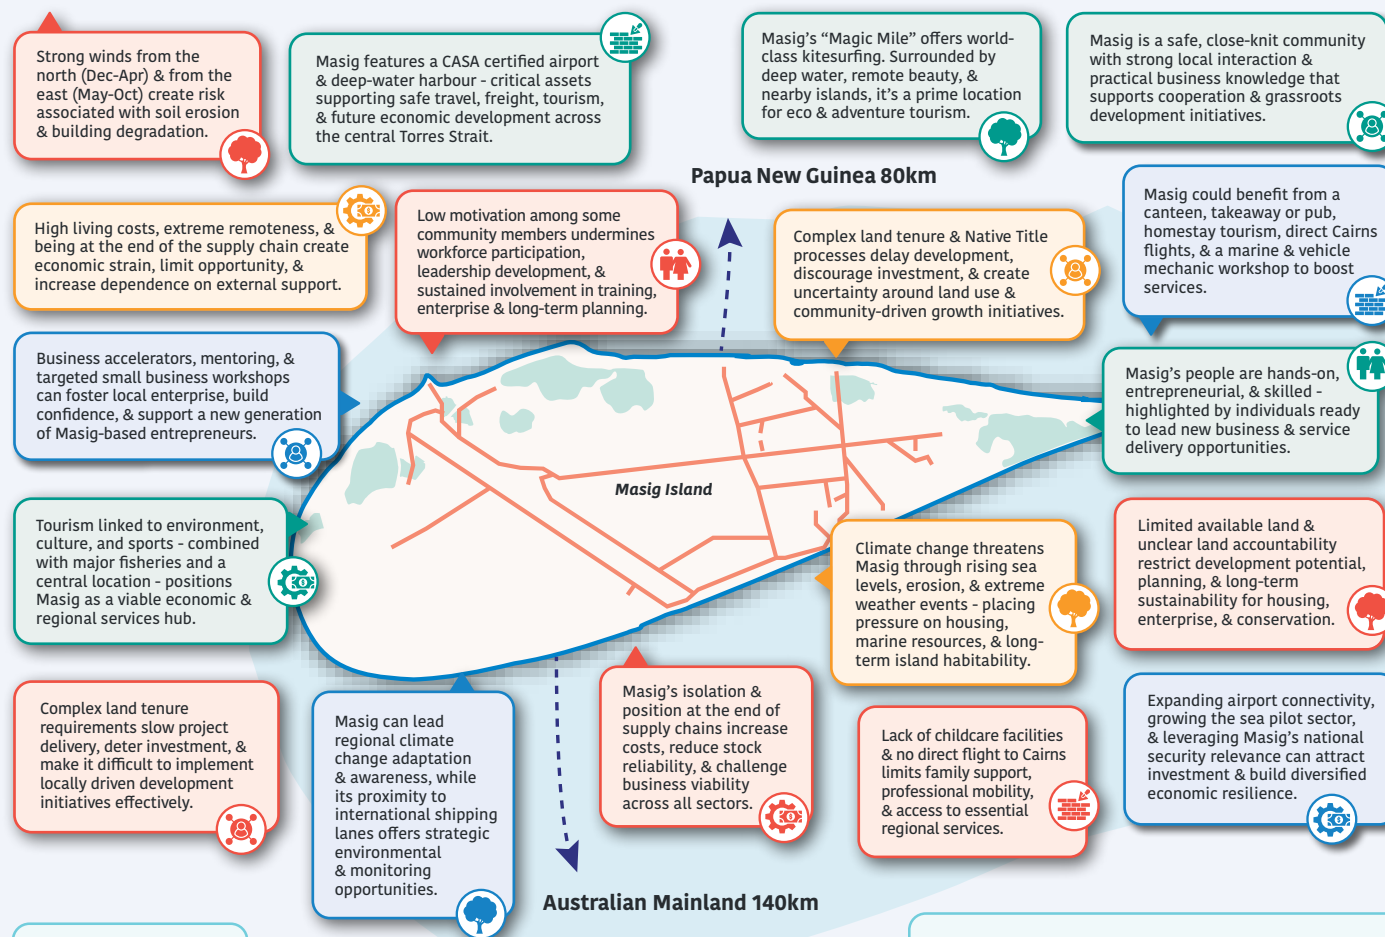 Strong winds from the
north (Dec-Apr) & from the
east (May-Oct) create risk
associated with soil erosion
& building degradation.
Masig features a CASA certified airport
& deep-water harbour - critical assets
supporting safe travel, freight, tourism,
& future economic development across
the central Torres Strait.
Masig's “Magic Mile” offers world-
class kitesurfing. Surrounded by
deep water, remote beauty, &
nearby islands, it's a prime location
for eco & adventure tourism.
Masig is a safe, close-knit community
with strong local interaction &
practical business knowledge that
supports cooperation & grassroots
development initiatives.
Papua New Guinea 80km
High living costs, extreme remoteness, &
being at the end of the supply chain create
economic strain, limit opportunity, &
increase dependence on external support.
Low motivation among some
community members undermines
workforce participation,
leadership development, &
sustained involvement in training,
enterprise & long-term planning.
Complex land tenure & Native Title
processes delay development,
discourage investment, & create
uncertainty around land use &
community-driven growth initiatives.
Masig could benefit from a
canteen, takeaway or pub,
homestay tourism, direct Cairns
flights, & a marine & vehicle
mechanic workshop to boost
services.
Business accelerators, mentoring, &
targeted small business workshops
can foster local enterprise, build
confidence, & support a new generation
of Masig-based entrepreneurs.
Masig's people are hands-on,
entrepreneurial, & skilled -
highlighted by individuals ready
to lead new business & service
delivery opportunities.
Masig Island
Tourism linked to environment,
culture, and sports - combined
with major fisheries and a
central location - positions
Masig as a viable economic &
regional services hub.
Climate change threatens
Masig through rising sea
levels, erosion, & extreme
weather events - placing
pressure on housing,
marine resources, & long-
term island habitability.
Limited available land &
unclear land accountability
restrict development potential,
planning, & long-term
sustainability for housing,
enterprise, & conservation.
Complex land tenure
requirements slow project
delivery, deter investment, &
make it difficult to implement
locally driven development
initiatives effectively.
Masig can lead
regional climate
change adaptation
& awareness, while
its proximity to
international shipping
lanes offers strategic
environmental
& monitoring
opportunities.
Masig's isolation &
position at the end of
supply chains increase
costs, reduce stock
reliability, & challenge
business viability
across all sectors.
Lack of childcare facilities
& no direct flight to Cairns
limits family support,
professional mobility,
& access to essential
regional services.
Expanding airport connectivity,
growing the sea pilot sector,
& leveraging Masig's national
security relevance can attract
investment & build diversified
economic resilience.
Australian Mainland 140km